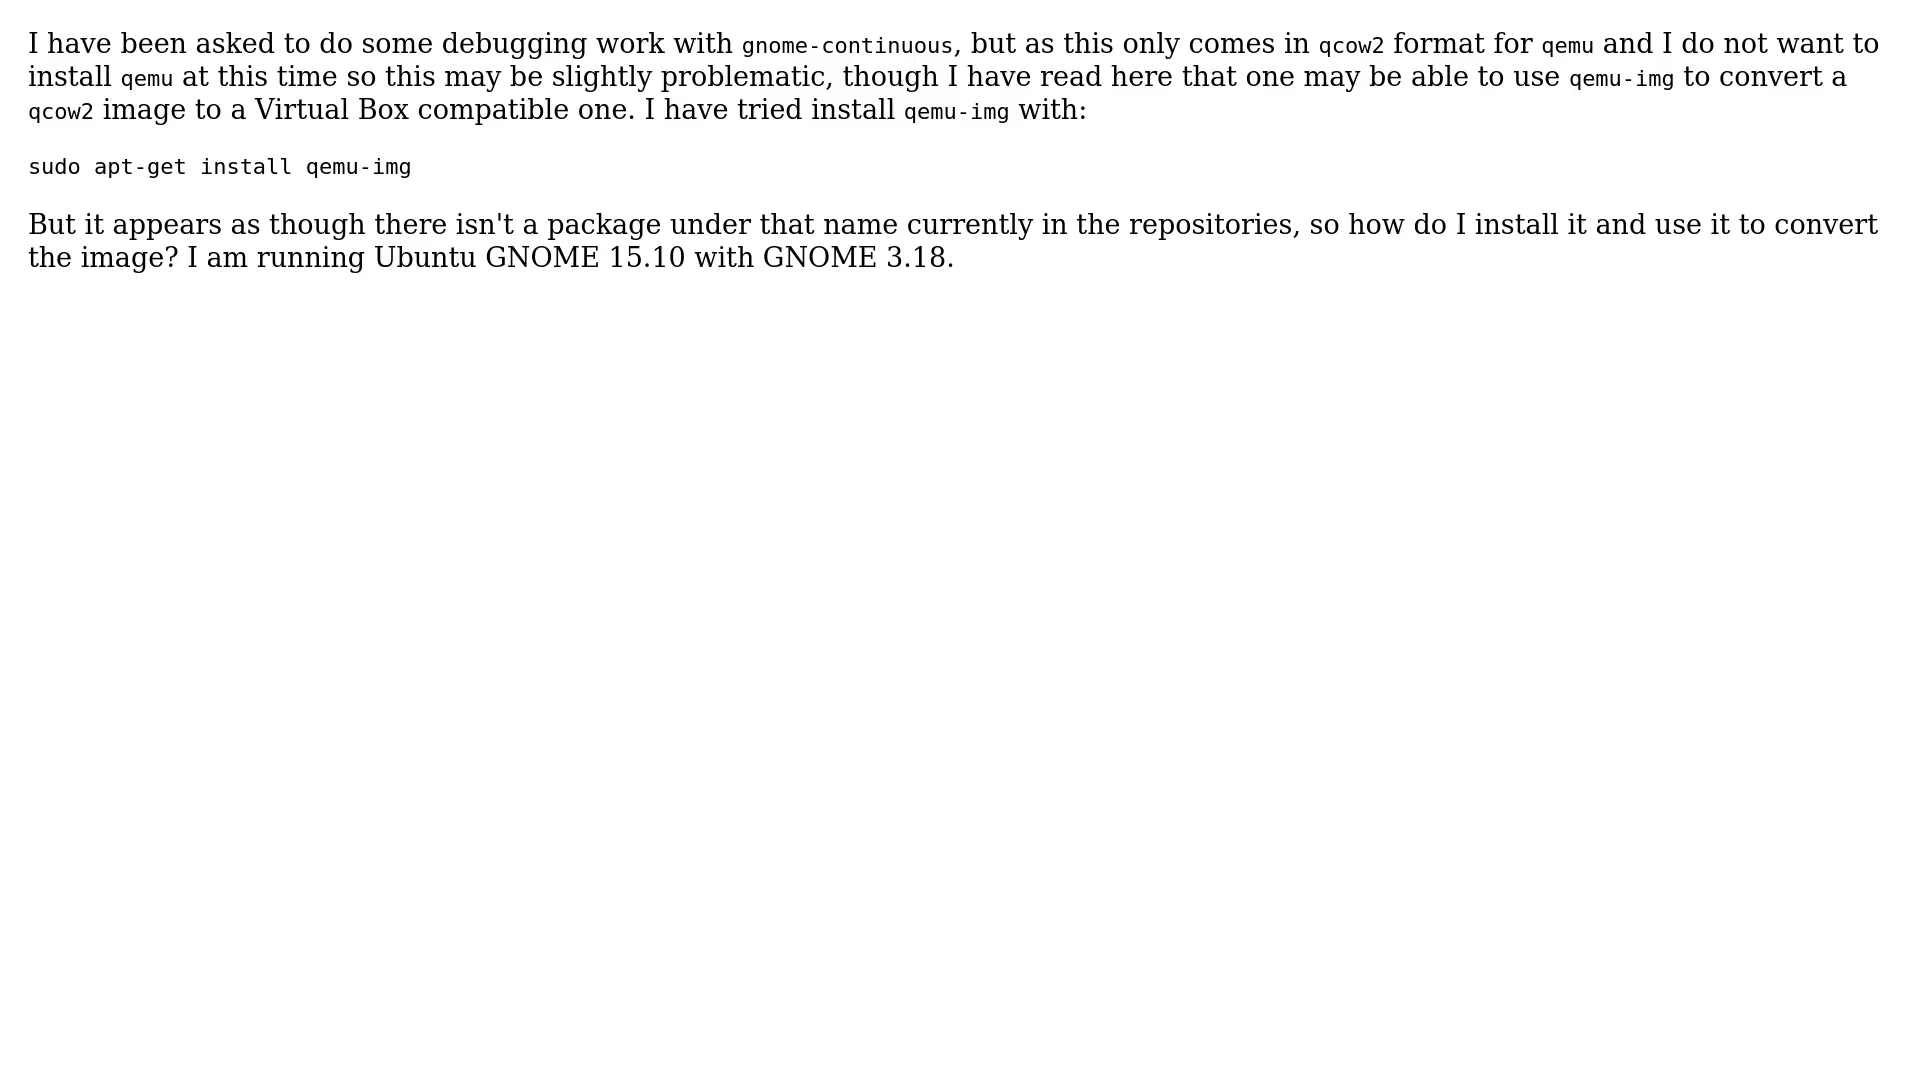 I have been asked to do some debugging work with gnome-continuous, but as this only comes in qcow2 format for qemu and I do not want to
install qemu at this time so this may be slightly problematic, though I have read here that one may be able to use qemu-img to convert a
qcow2 image to a Virtual Box compatible one. I have tried install qemu-img with:
sudo apt-get install qemu-img
But it appears as though there isn't a package under that name currently in the repositories, so how do I install it and use it to convert
the image? I am running Ubuntu GNOME 15.10 with GNOME 3.18.